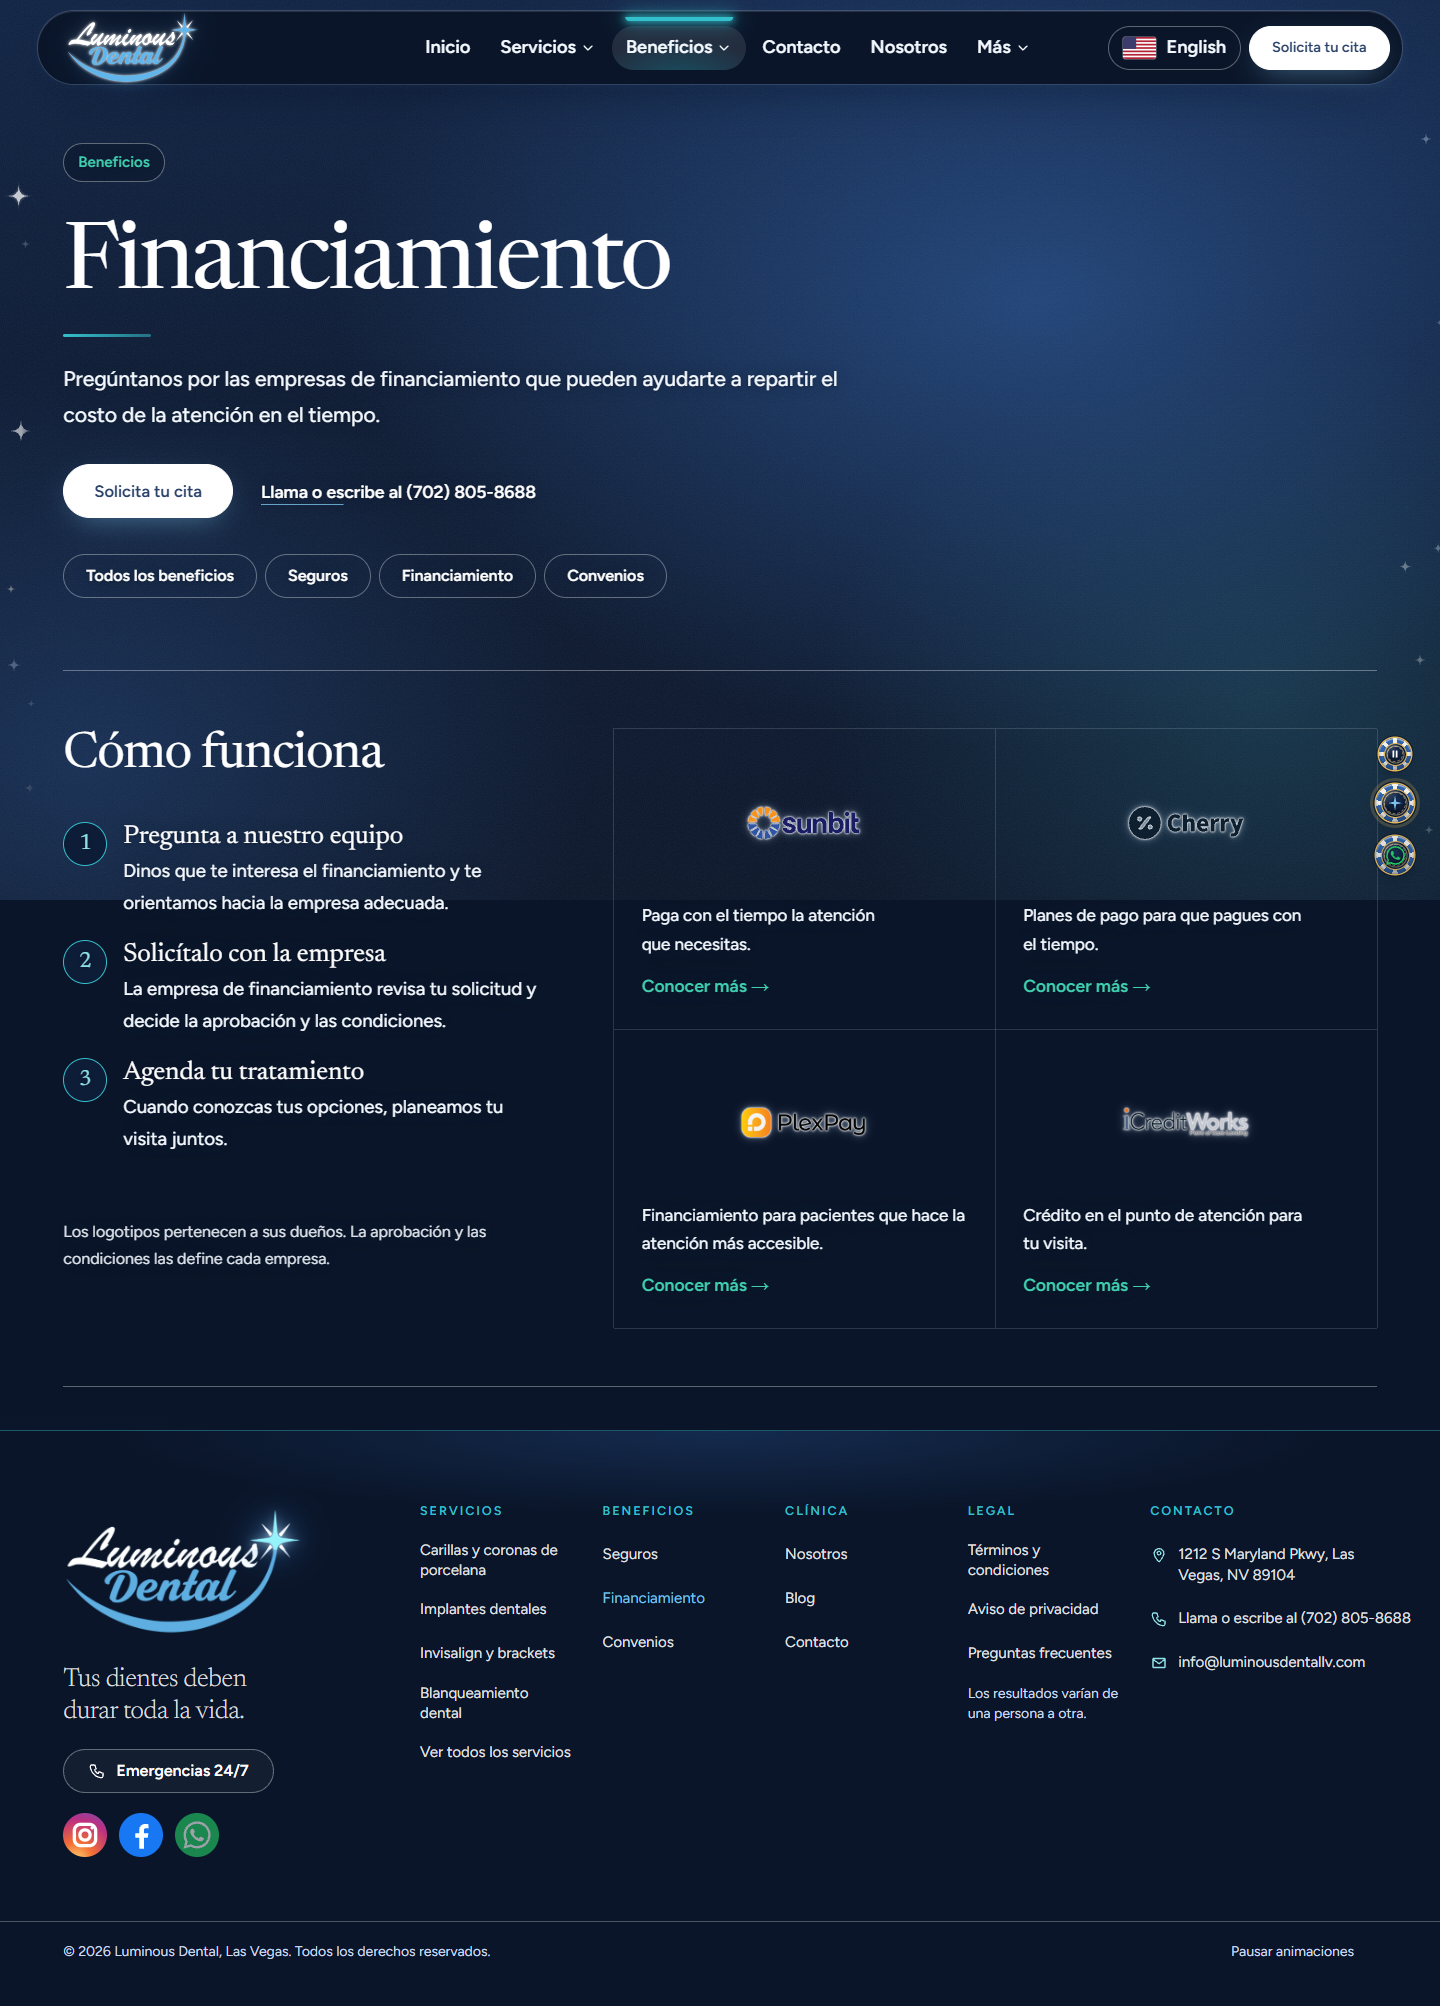 Luminous
Dental
Inicio
Servicios
Beneficios
Contacto
Nosotros
Más
English
Solicita tu cita
Beneficios
Financiamiento
Pregúntanos por las empresas de financiamiento que pueden ayudarte a repartir el
costo de la atención en el tiempo.
Solicita tu cita
Llama o escribe al (702) 805-8688
Todos los beneficios
Seguros
Financiamiento
Convenios
Cómo funciona
1
Pregunta a nuestro equipo
Dinos que te interesa el financiamiento y te
orientamos hacia la empresa adecuada.
2
Solicítalo con la empresa
La empresa de financiamiento revisa tu solicitud y
decide la aprobación y las condiciones.
3
Agenda tu tratamiento
Cuando conozcas tus opciones, planeamos tu
visita juntos.
Los logotipos pertenecen a sus dueños. La aprobación y las
condiciones las define cada empresa.
sunbit
Paga con el tiempo la atención
que necesitas.
Conocer más →
Cherry
Planes de pago para que pagues con
el tiempo.
Conocer más →
PlexPay
Financiamiento para pacientes que hace la
atención más accesible.
Conocer más →
iCreditWorks
Crédito en el punto de atención para
tu visita.
Conocer más →
Luminous
Dental
Tus dientes deben
durar toda la vida.
Emergencias 24/7
SERVICIOS
Carillas y coronas de
porcelana
Implantes dentales
Invisalign y brackets
Blanqueamiento
dental
Ver todos los servicios
BENEFICIOS
Seguros
Financiamiento
Convenios
CLÍNICA
Nosotros
Blog
Contacto
LEGAL
Términos y
condiciones
Aviso de privacidad
Preguntas frecuentes
Los resultados varían de
una persona a otra.
CONTACTO
1212 S Maryland Pkwy, Las
Vegas, NV 89104
Llama o escribe al (702) 805-8688
info@luminousdentallv.com
© 2026 Luminous Dental, Las Vegas. Todos los derechos reservados.
Pausar animaciones